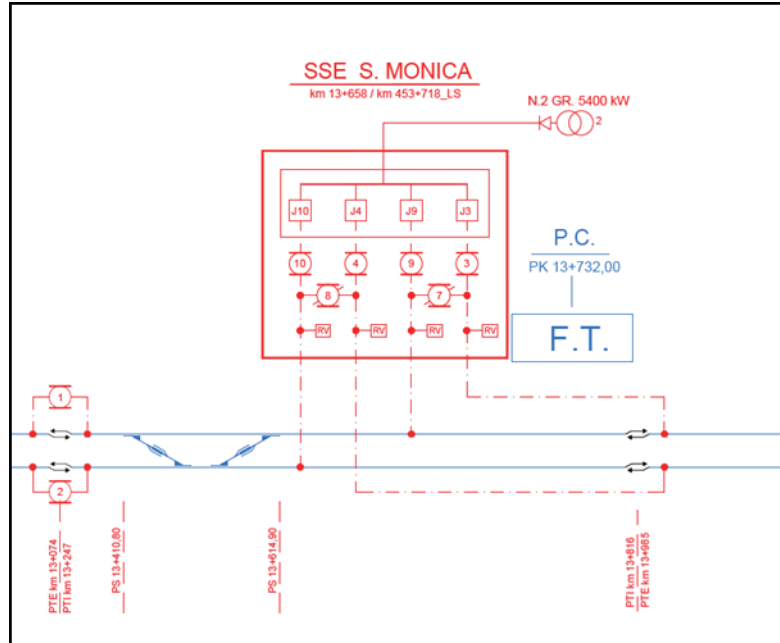 SSE S. MONICA
km 13+658 / km 453+718_LS
N.2 GR. 5400 kW
2
J10 J4 J9 J3
P.C.
10 4 9 3
PK 13+732,00
8 7
RV RV RV RV
F.T.
1
2
PTE km 13+074
PTI km 13+247
PS 13+410,80
PS 13+614,90
PTI km 13+816
PTE km 13+985